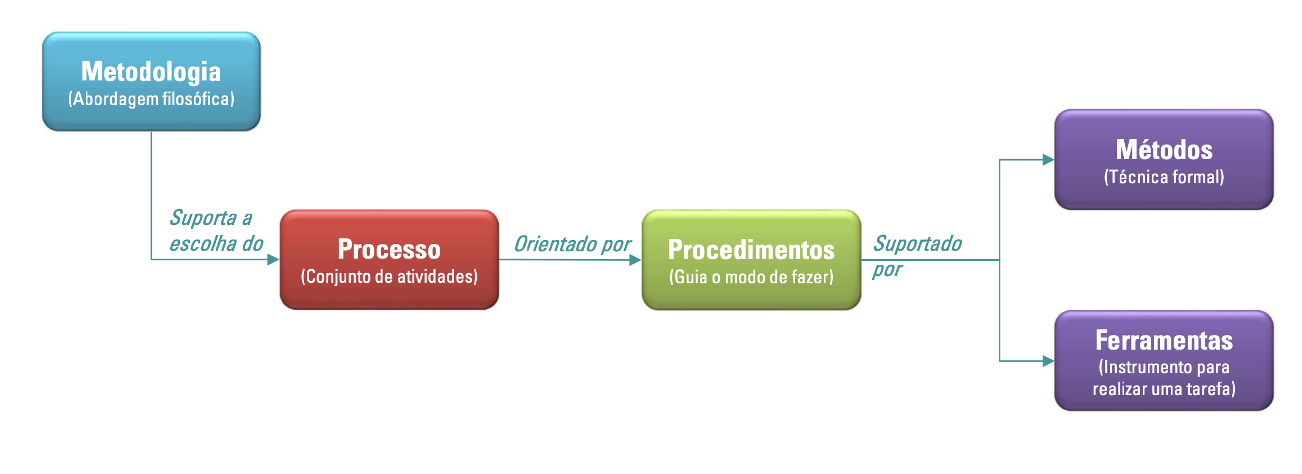 Metodologia
(Abordagem filosófica)
Suporta a
escolha do
Processo
(Conjunto de atividades)
Orientado por
Procedimentos
(Guia o modo de fazer)
Suportado
por
Métodos
(Técnica formal)
Ferramentas
(Instrumento para
realizar uma tarefa)